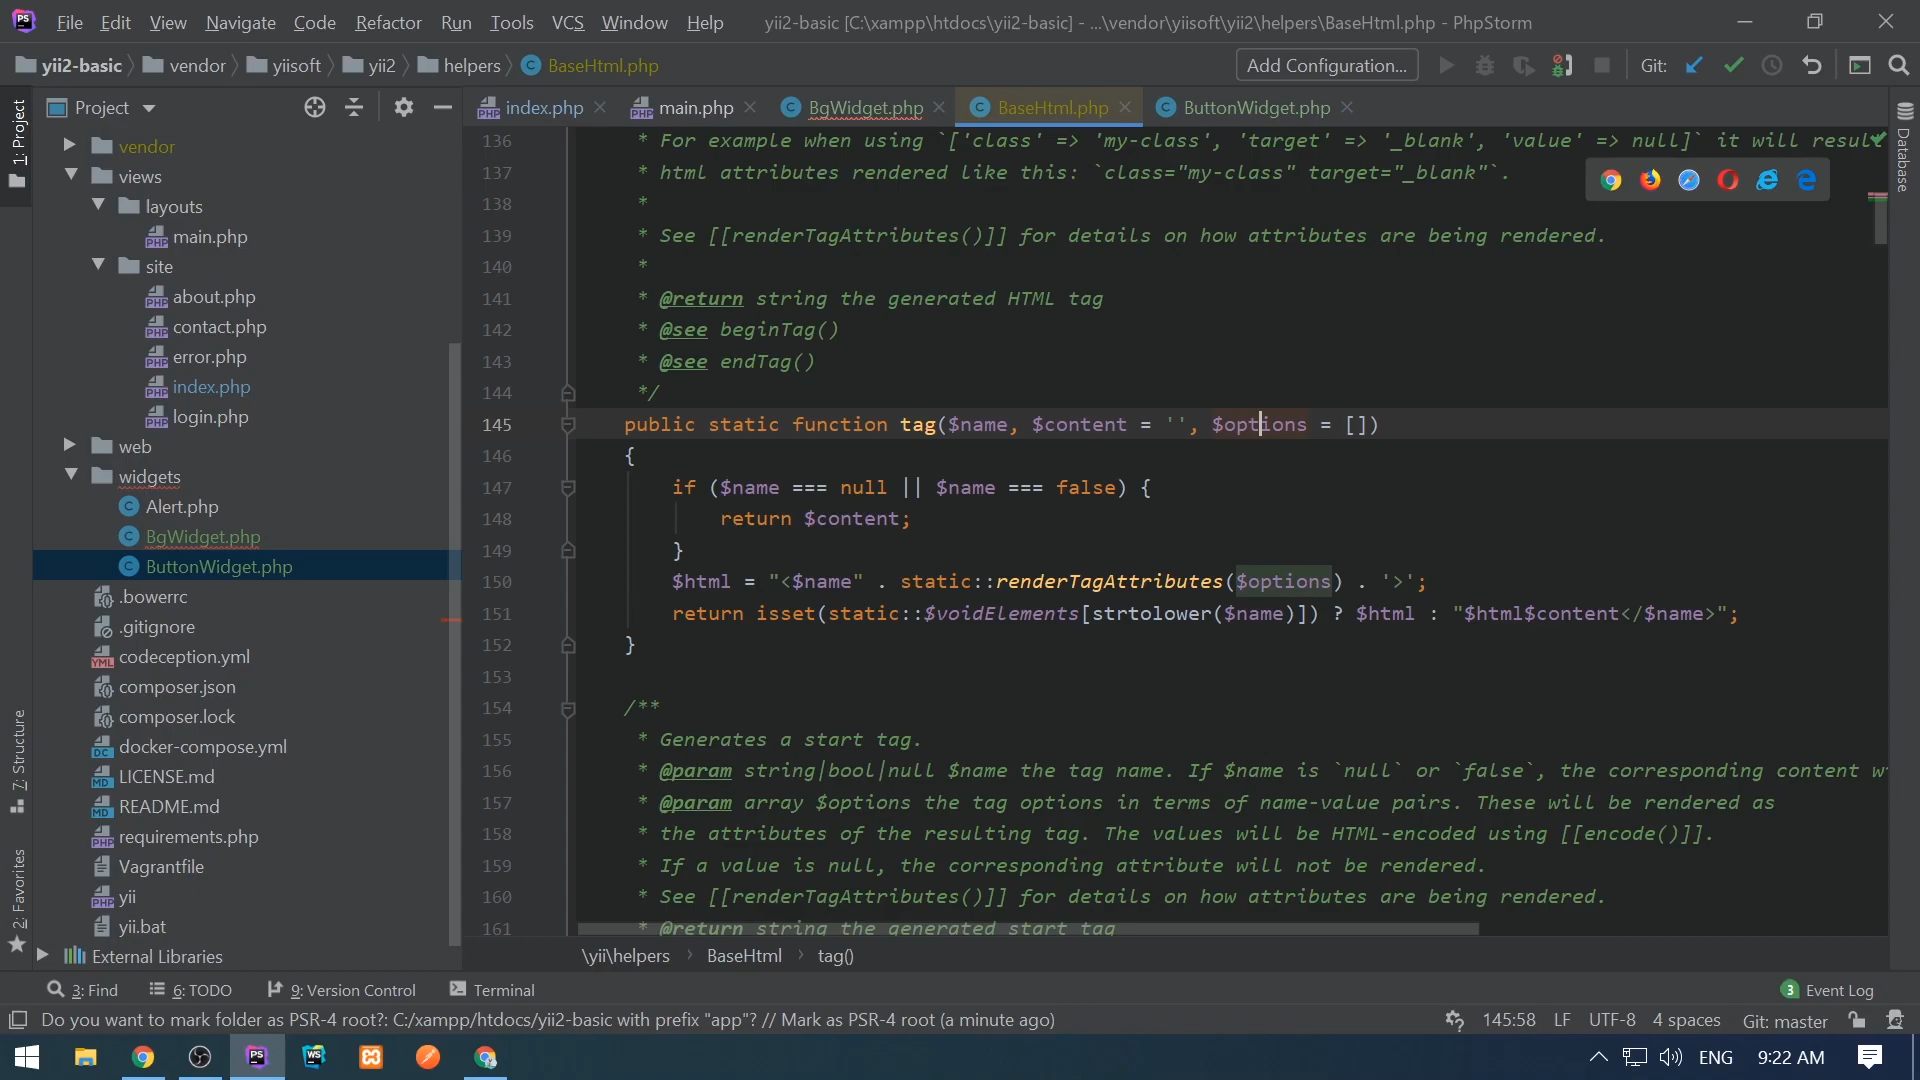 File Edit View Navigate Code Refactor Run Tools VCS Window Help yii2-basic [C:\xampp\htdocs\yii2-basic] - ...\vendor\yiisoft\yii2\helpers\BaseHtml.php - PhpStorm
yii2-basic vendor yiisoft yii2 helpers BaseHtml.php Add Configuration... Git:
Project index.php main.php BgWidget.php BaseHtml.php ButtonWidget.php
1: Project
7: Structure
2: Favorites
Database
vendor
views
layouts
main.php
site
about.php
contact.php
error.php
index.php
login.php
web
widgets
Alert.php
BgWidget.php
ButtonWidget.php
.bowerrc
.gitignore
codeception.yml
composer.json
composer.lock
docker-compose.yml
LICENSE.md
README.md
requirements.php
Vagrantfile
yii
yii.bat
External Libraries
136 * For example when using `['class' => 'my-class', 'target' => '_blank', 'value' => null]` it will result
137 * html attributes rendered like this: `class="my-class" target="_blank"`.
138 *
139 * See [[renderTagAttributes()]] for details on how attributes are being rendered.
140 *
141 * @return string the generated HTML tag
142 * @see beginTag()
143 * @see endTag()
144 */
145 public static function tag($name, $content = '', $options = [])
146 {
147 if ($name === null || $name === false) {
148 return $content;
149 }
150 $html = "<$name" . static::renderTagAttributes($options) . '>';
151 return isset(static::$voidElements[strtolower($name)]) ? $html : "$html$content</$name>";
152 }
153
154 /**
155 * Generates a start tag.
156 * @param string|bool|null $name the tag name. If $name is `null` or `false`, the corresponding content w
157 * @param array $options the tag options in terms of name-value pairs. These will be rendered as
158 * the attributes of the resulting tag. The values will be HTML-encoded using [[encode()]].
159 * If a value is null, the corresponding attribute will not be rendered.
160 * See [[renderTagAttributes()]] for details on how attributes are being rendered.
161 * @return string the generated start tag
\yii\helpers BaseHtml tag()
3: Find 6: TODO 9: Version Control Terminal 3 Event Log
Do you want to mark folder as PSR-4 root?: C:/xampp/htdocs/yii2-basic with prefix "app"? // Mark as PSR-4 root (a minute ago) 145:58 LF UTF-8 4 spaces Git: master
ENG 9:22 AM